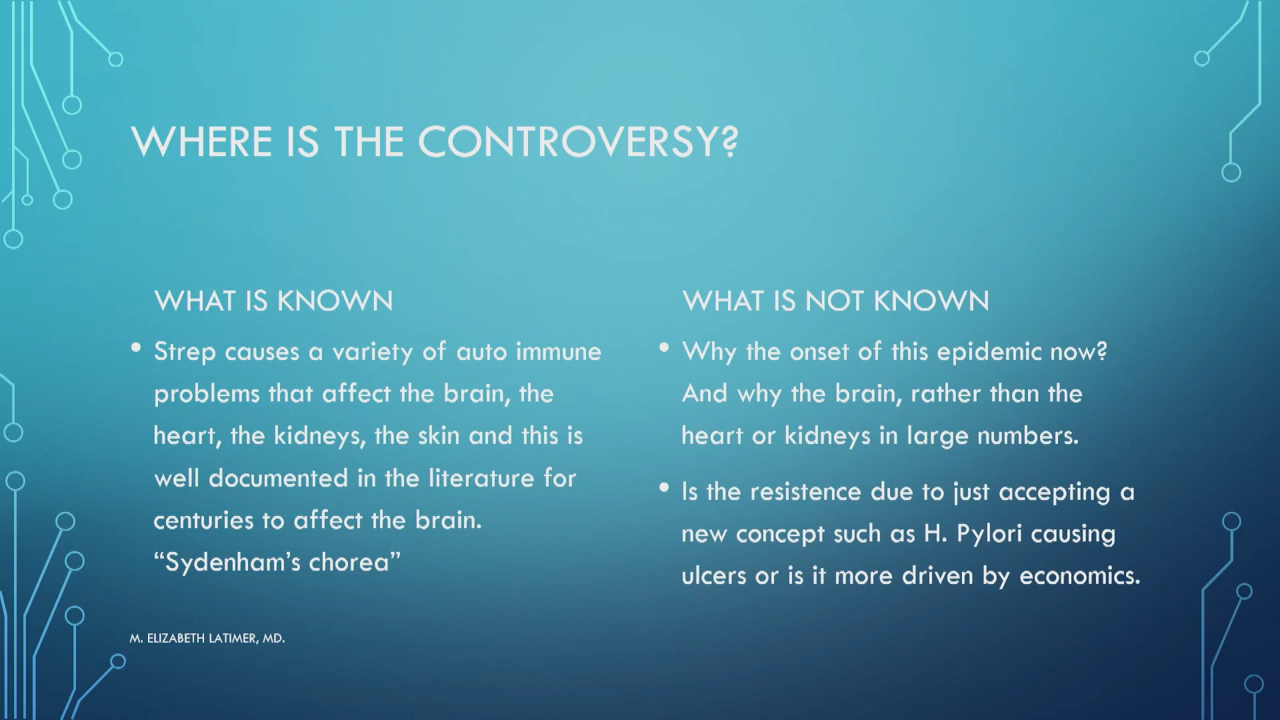 WHERE IS THE CONTROVERSY?
WHAT IS KNOWN
• Strep causes a variety of auto immune
problems that affect the brain, the
heart, the kidneys, the skin and this is
well documented in the literature for
centuries to affect the brain.
“Sydenham’s chorea”
WHAT IS NOT KNOWN
• Why the onset of this epidemic now?
And why the brain, rather than the
heart or kidneys in large numbers.
• Is the resistence due to just accepting a
new concept such as H. Pylori causing
ulcers or is it more driven by economics.
M. ELIZABETH LATIMER, MD.